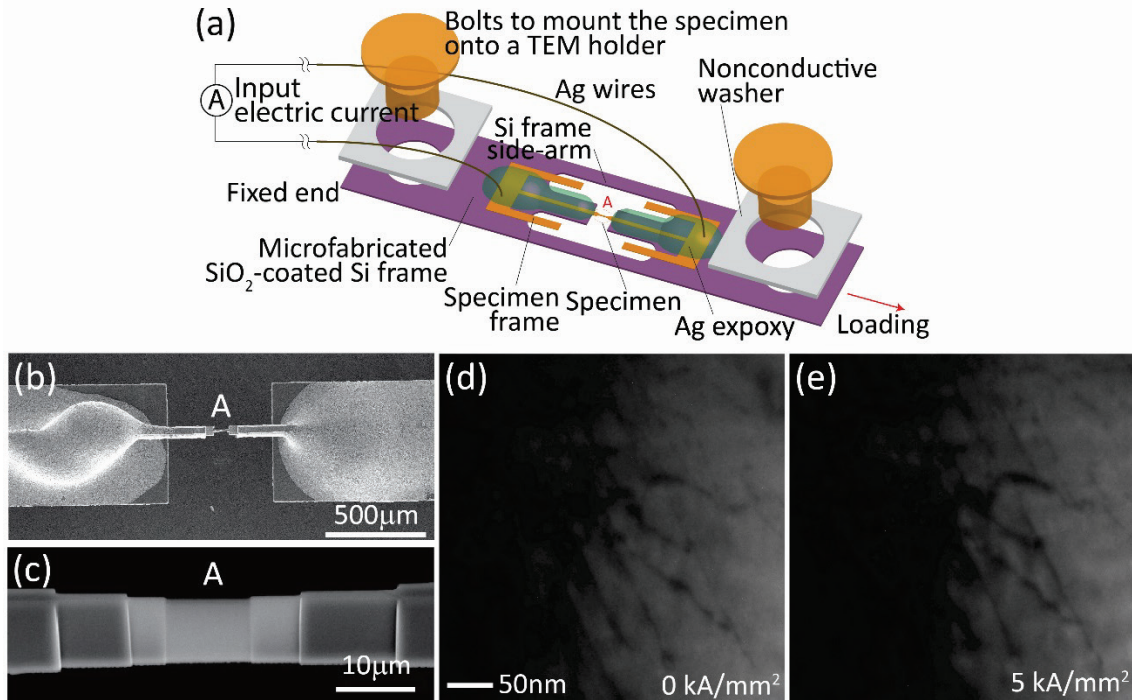 (a)
Bolts to mount the specimen
onto a TEM holder
Nonconductive
washer
A
Input
electric current
Ag wires
Si frame
side-arm
A
Fixed end
Microfabricated
SiO₂-coated Si frame
Specimen
frame
Specimen
Ag expoxy
Loading
(b)
A
500μm
(c)
A
10μm
(d)
50nm
0 kA/mm²
(e)
5 kA/mm²